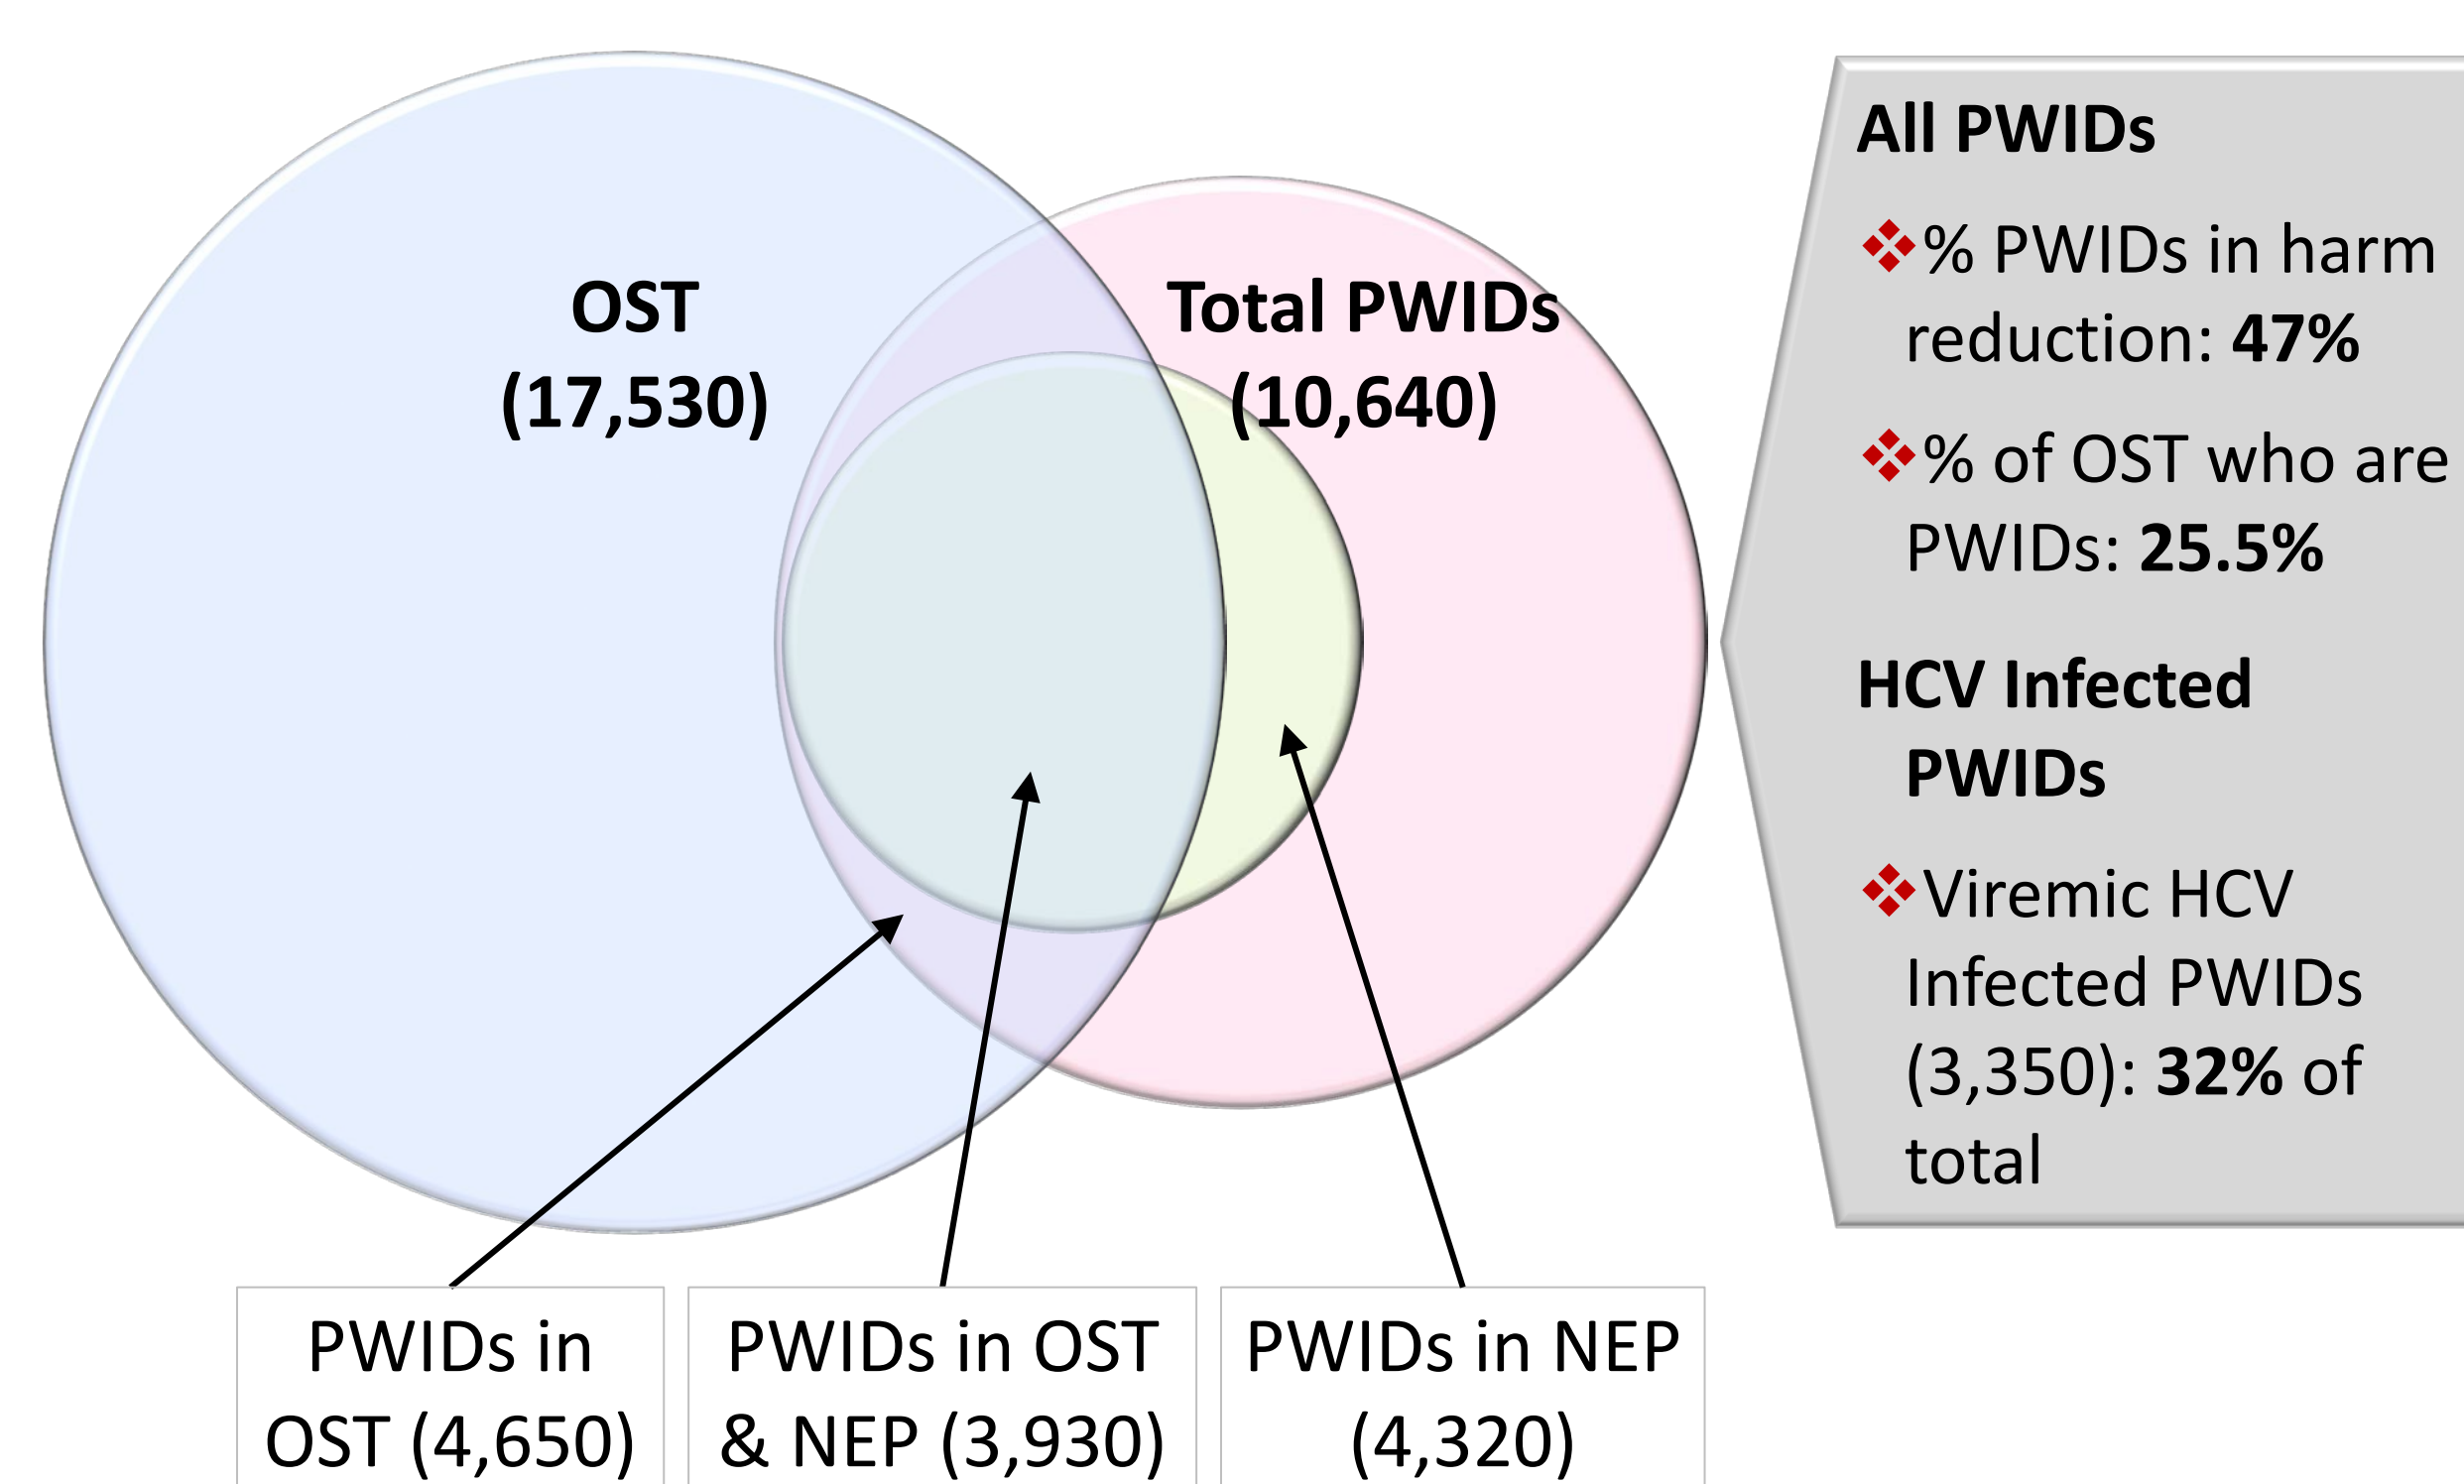 OST
(17,530)
Total PWIDs
(10,640)
All PWIDs
% PWIDs in harm
reduction: 47%
% of OST who are
PWIDs: 25.5%
HCV Infected
PWIDs
Viremic HCV
Infected PWIDs
(3,350): 32% of
total
PWIDs in
OST (4,650)
PWIDs in OST
& NEP (3,930)
PWIDs in NEP
(4,320)